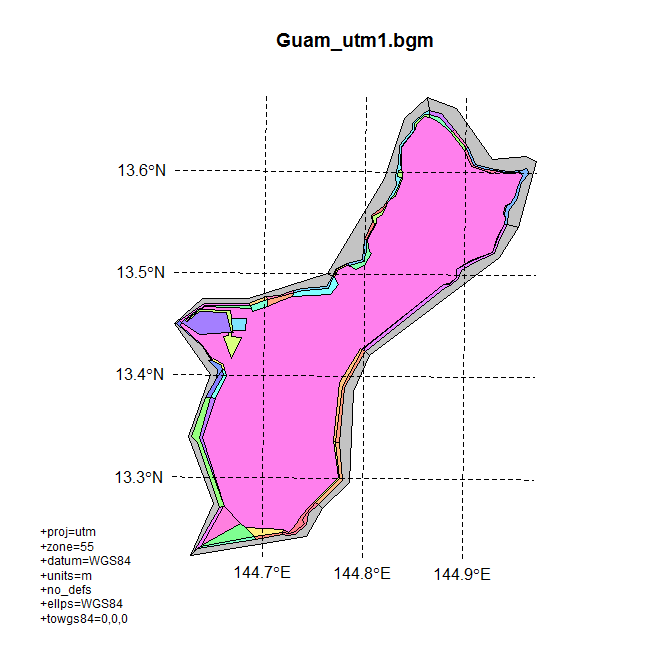 Guam_utm1.bgm
13.6°N
13.5°N
13.4°N
13.3°N
144.7°E 144.8°E 144.9°E
+proj=utm
+zone=55
+datum=WGS84
+units=m
+no_defs
+ellps=WGS84
+towgs84=0,0,0